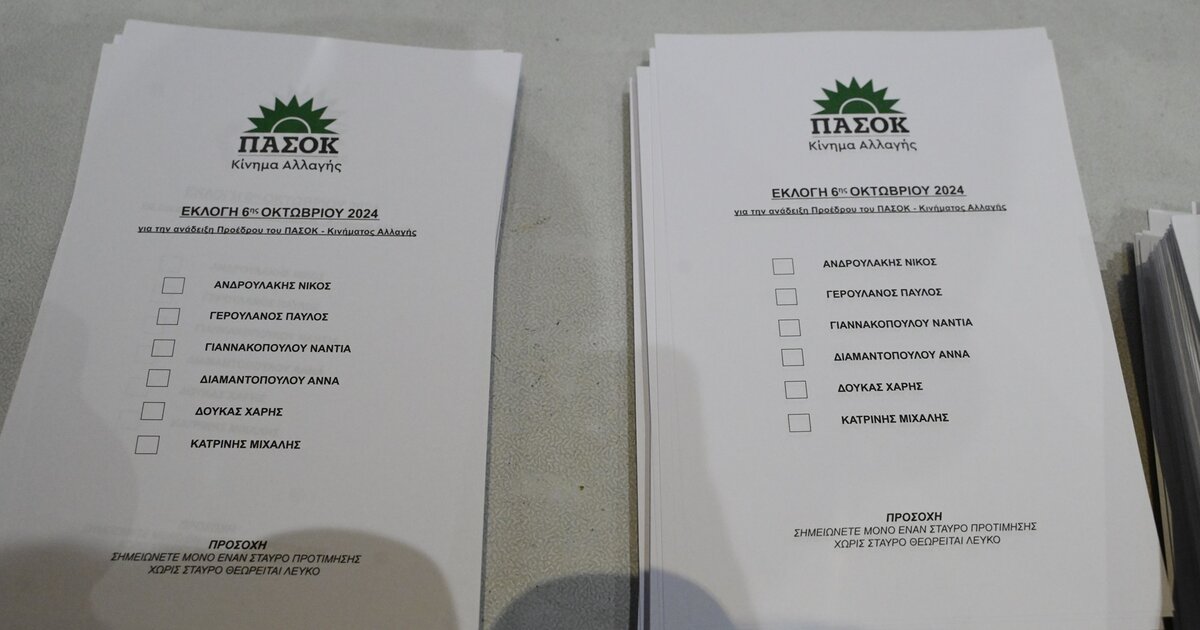 ΠΑΣΟΚ
Κίνημα Αλλαγής
ΕΚΛΟΓΗ 6ης ΟΚΤΩΒΡΙΟΥ 2024
για την ανάδειξη Προέδρου του ΠΑΣΟΚ - Κινήματος Αλλαγής
ΑΝΔΡΟΥΛΑΚΗΣ ΝΙΚΟΣ
ΓΕΡΟΥΛΑΝΟΣ ΠΑΥΛΟΣ
ΓΙΑΝΝΑΚΟΠΟΥΛΟΥ ΝΑΝΤΙΑ
ΔΙΑΜΑΝΤΟΠΟΥΛΟΥ ΑΝΝΑ
ΔΟΥΚΑΣ ΧΑΡΗΣ
ΚΑΤΡΙΝΗΣ ΜΙΧΑΛΗΣ
ΠΡΟΣΟΧΗ
ΣΗΜΕΙΩΝΕΤΕ ΜΟΝΟ ΕΝΑΝ ΣΤΑΥΡΟ ΠΡΟΤΙΜΗΣΗΣ
ΧΩΡΙΣ ΣΤΑΥΡΟ ΘΕΩΡΕΙΤΑΙ ΛΕΥΚΟ
ΠΑΣΟΚ
Κίνημα Αλλαγής
ΕΚΛΟΓΗ 6ης ΟΚΤΩΒΡΙΟΥ 2024
για την ανάδειξη Προέδρου του ΠΑΣΟΚ - Κινήματος Αλλαγής
ΑΝΔΡΟΥΛΑΚΗΣ ΝΙΚΟΣ
ΓΕΡΟΥΛΑΝΟΣ ΠΑΥΛΟΣ
ΓΙΑΝΝΑΚΟΠΟΥΛΟΥ ΝΑΝΤΙΑ
ΔΙΑΜΑΝΤΟΠΟΥΛΟΥ ΑΝΝΑ
ΔΟΥΚΑΣ ΧΑΡΗΣ
ΚΑΤΡΙΝΗΣ ΜΙΧΑΛΗΣ
ΠΡΟΣΟΧΗ
ΣΗΜΕΙΩΝΕΤΕ ΜΟΝΟ ΕΝΑΝ ΣΤΑΥΡΟ ΠΡΟΤΙΜΗΣΗΣ
ΧΩΡΙΣ ΣΤΑΥΡΟ ΘΕΩΡΕΙΤΑΙ ΛΕΥΚΟ